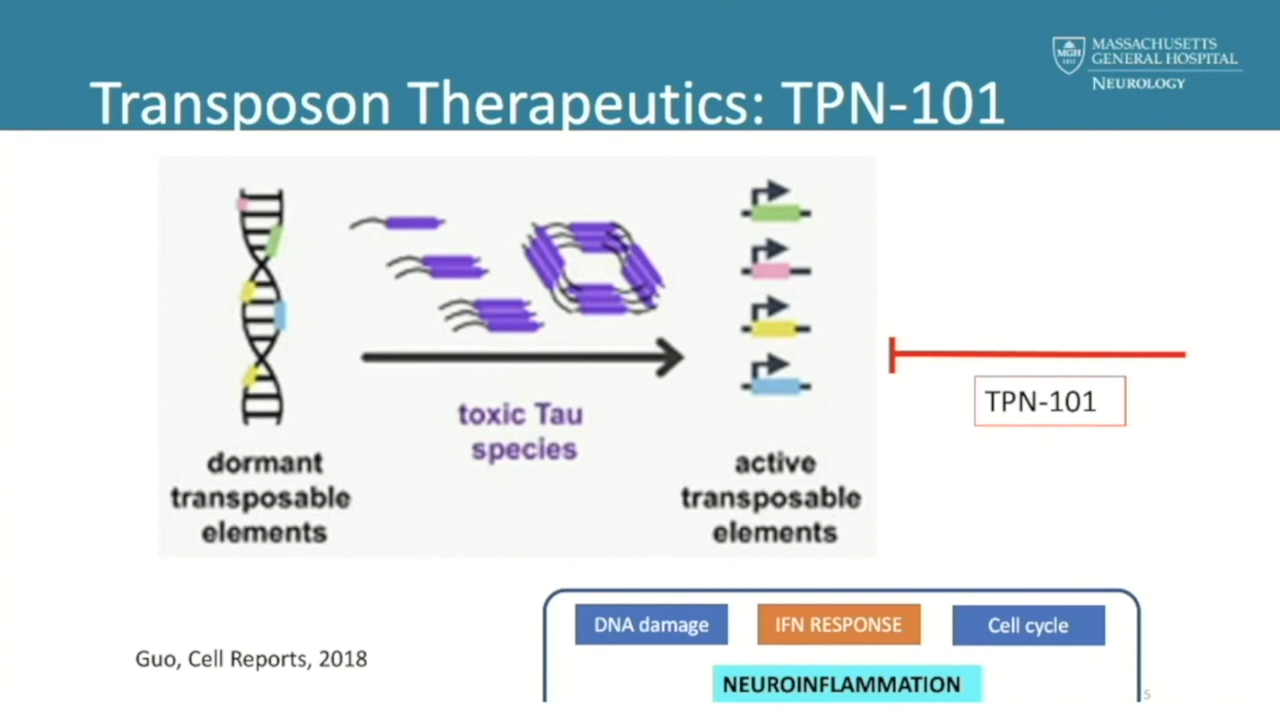 MASSACHUSETTS
GENERAL HOSPITAL
NEUROLOGY
MGH
1811
Transposon Therapeutics: TPN-101
toxic Tau
species
dormant
transposable
elements
active
transposable
elements
TPN-101
DNA damage
IFN RESPONSE
Cell cycle
NEUROINFLAMMATION
Guo, Cell Reports, 2018
5